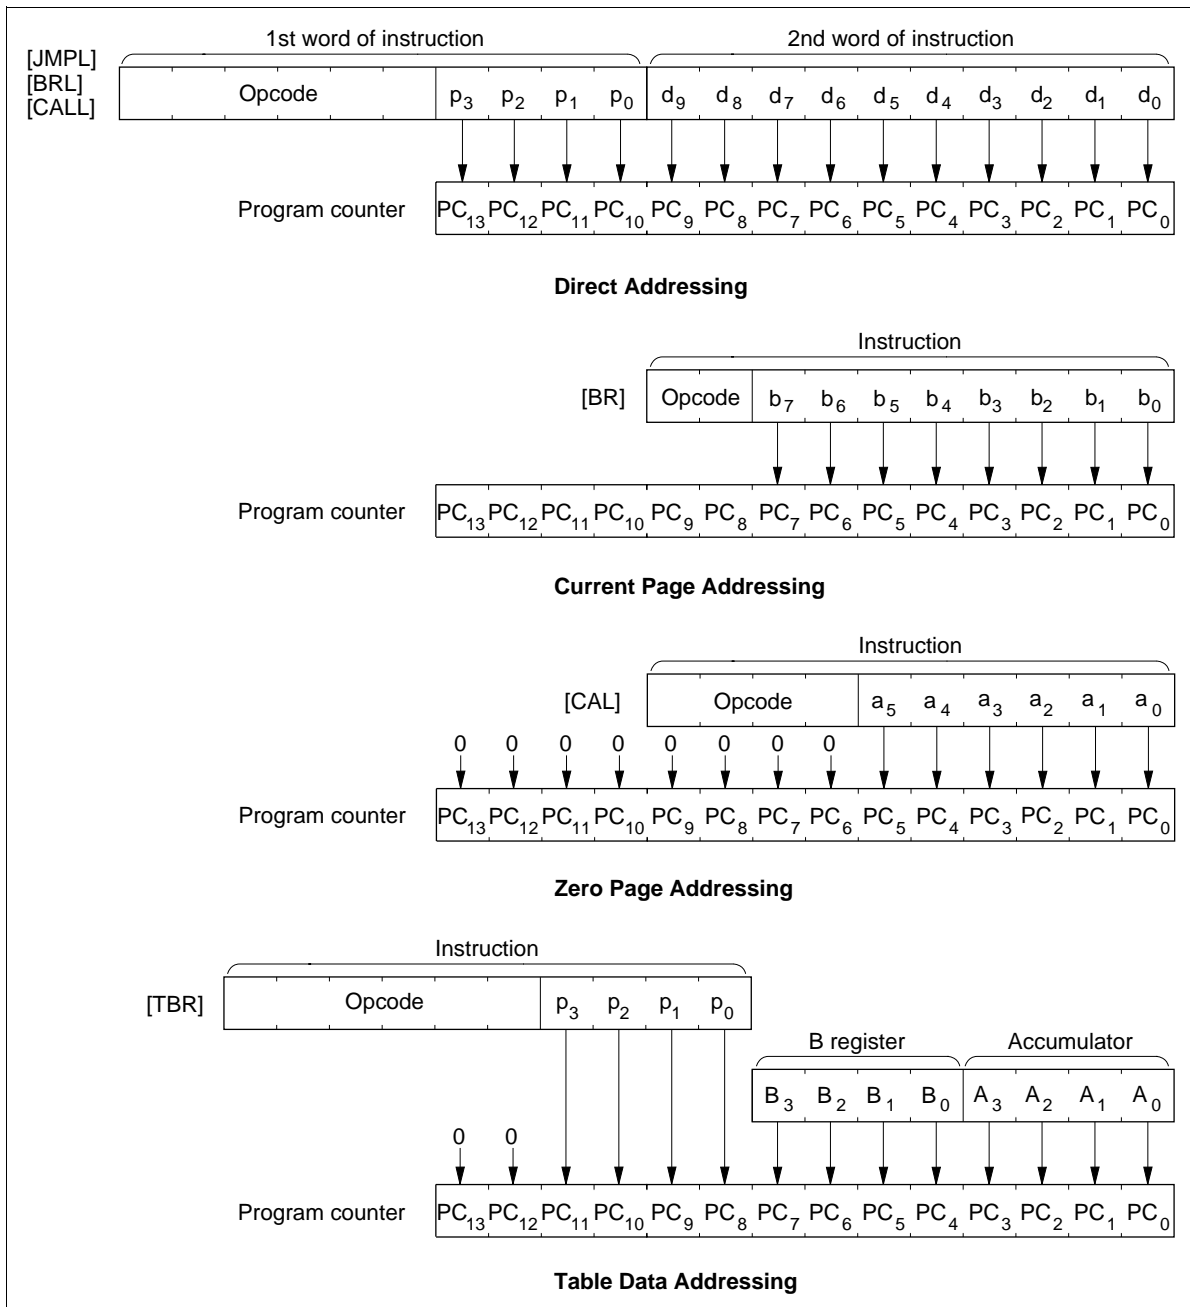 1st word of instruction 2nd word of instruction
[JMPL]
[BRL]
[CALL]
Opcode p3 p2 p1 p0 d9 d8 d7 d6 d5 d4 d3 d2 d1 d0
Program counter PC13 PC12 PC11 PC10 PC9 PC8 PC7 PC6 PC5 PC4 PC3 PC2 PC1 PC0
Direct Addressing
Instruction
[BR] Opcode b7 b6 b5 b4 b3 b2 b1 b0
Program counter PC13 PC12 PC11 PC10 PC9 PC8 PC7 PC6 PC5 PC4 PC3 PC2 PC1 PC0
Current Page Addressing
Instruction
[CAL] Opcode a5 a4 a3 a2 a1 a0
0 0 0 0 0 0 0 0
Program counter PC13 PC12 PC11 PC10 PC9 PC8 PC7 PC6 PC5 PC4 PC3 PC2 PC1 PC0
Zero Page Addressing
Instruction
[TBR] Opcode p3 p2 p1 p0
B register Accumulator
B3 B2 B1 B0 A3 A2 A1 A0
0 0
Program counter PC13 PC12 PC11 PC10 PC9 PC8 PC7 PC6 PC5 PC4 PC3 PC2 PC1 PC0
Table Data Addressing